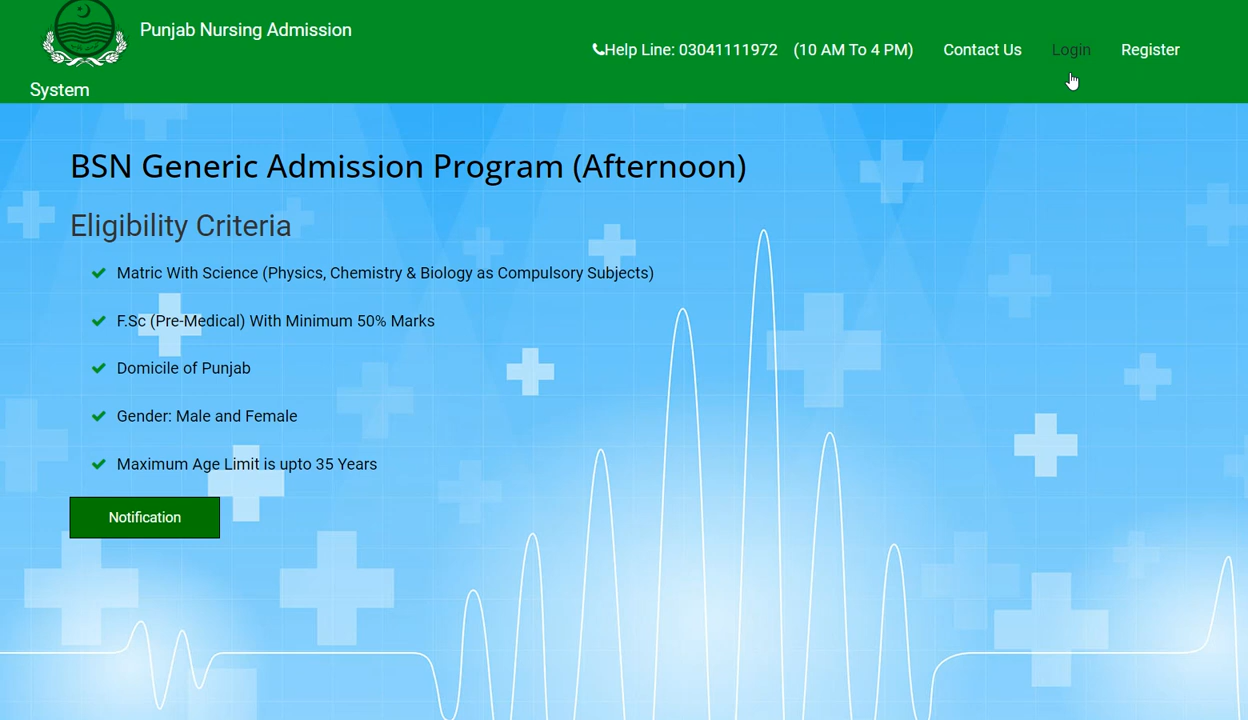 Punjab Nursing Admission
System
Help Line: 03041111972 (10 AM To 4 PM)
Contact Us
Login
Register
BSN Generic Admission Program (Afternoon)
Eligibility Criteria
Matric With Science (Physics, Chemistry & Biology as Compulsory Subjects)
F.Sc (Pre-Medical) With Minimum 50% Marks
Domicile of Punjab
Gender: Male and Female
Maximum Age Limit is upto 35 Years
Notification